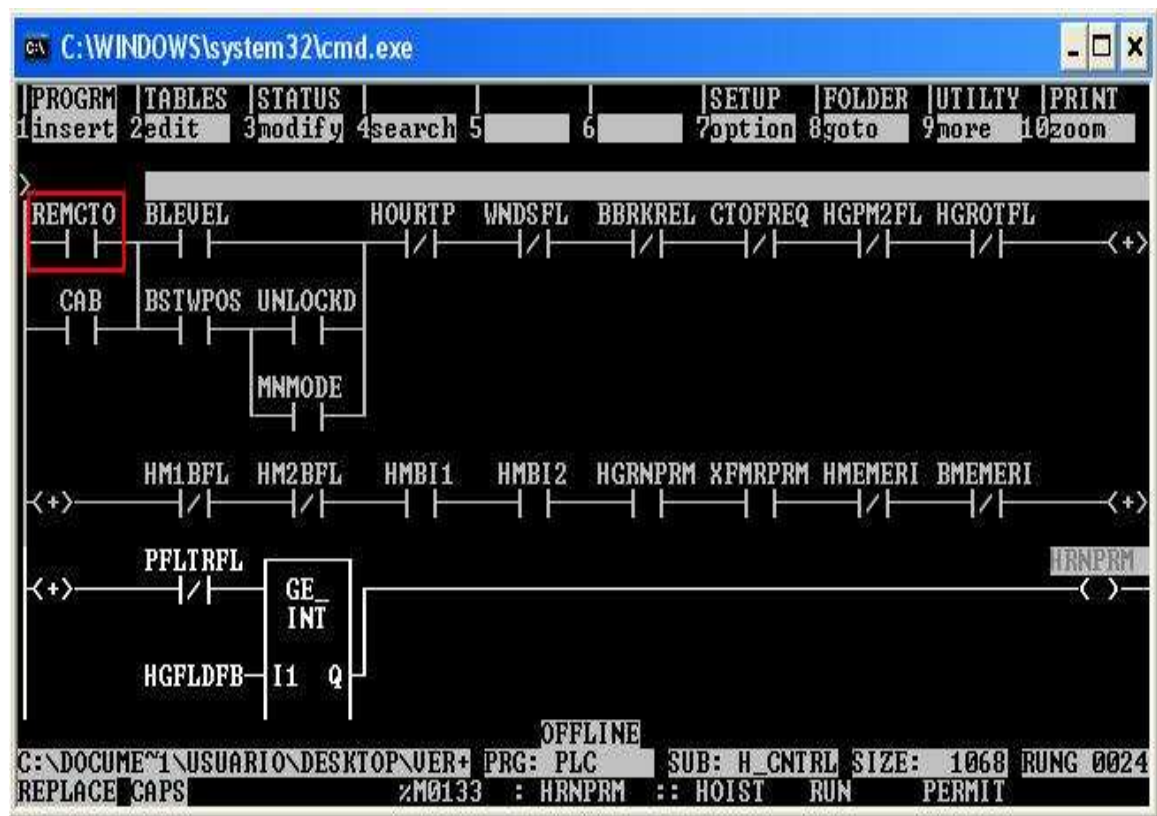 C:\WINDOWS\system32\cmd.exe
PROGRM TABLES STATUS SETUP FOLDER UTILTY PRINT
1insert 2edit 3modify 4search 5 6 7option 8goto 9more 10zoom
>
REMCTO BLEVEL HOVRTP WNDSFL BBRKREL CTOFREQ HGPM2FL HGROTFL
<+>
CAB BSTWPOS UNLOCKD
MNMODE
HM1BFL HM2BFL HMBI1 HMBI2 HGRNPRM XFMRPRM HMEMERI BMEMERI
<+> <+>
PFLTRFL HRNPRM
<+> GE_
INT
HGFLDFB I1 Q
OFFLINE
C:\DOCUME~1\USUARIO\DESKTOP\VER+ PRG: PLC SUB: H_CNTRL SIZE: 1068 RUNG 0024
REPLACE CAPS %M0133 : HRNPRM :: HOIST RUN PERMIT